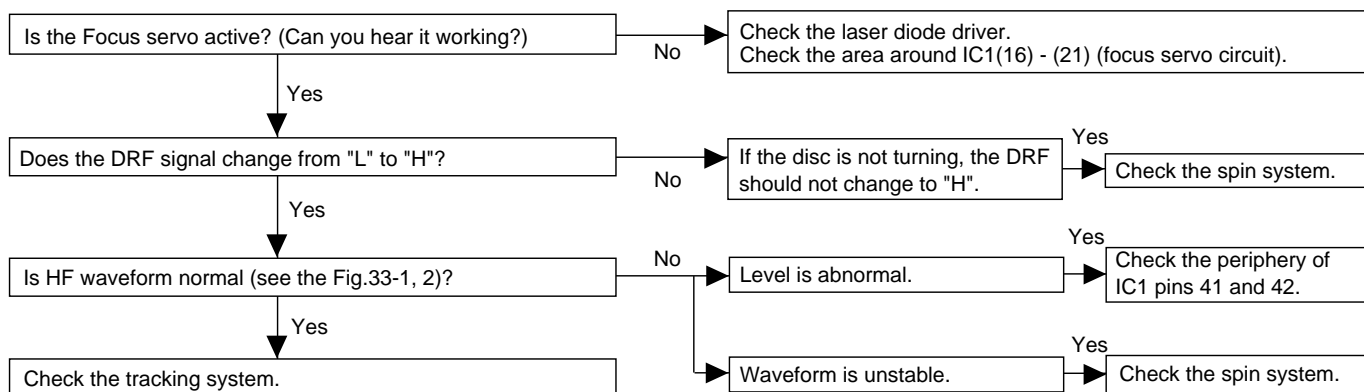 Is the Focus servo active? (Can you hear it working?)
No
Check the laser diode driver.
Check the area around IC1(16) - (21) (focus servo circuit).
Yes
Does the DRF signal change from "L" to "H"?
No
If the disc is not turning, the DRF
should not change to "H".
Yes
Check the spin system.
Yes
Is HF waveform normal (see the Fig.33-1, 2)?
No
Level is abnormal.
Yes
Check the periphery of
IC1 pins 41 and 42.
Yes
Check the tracking system.
Waveform is unstable.
Yes
Check the spin system.